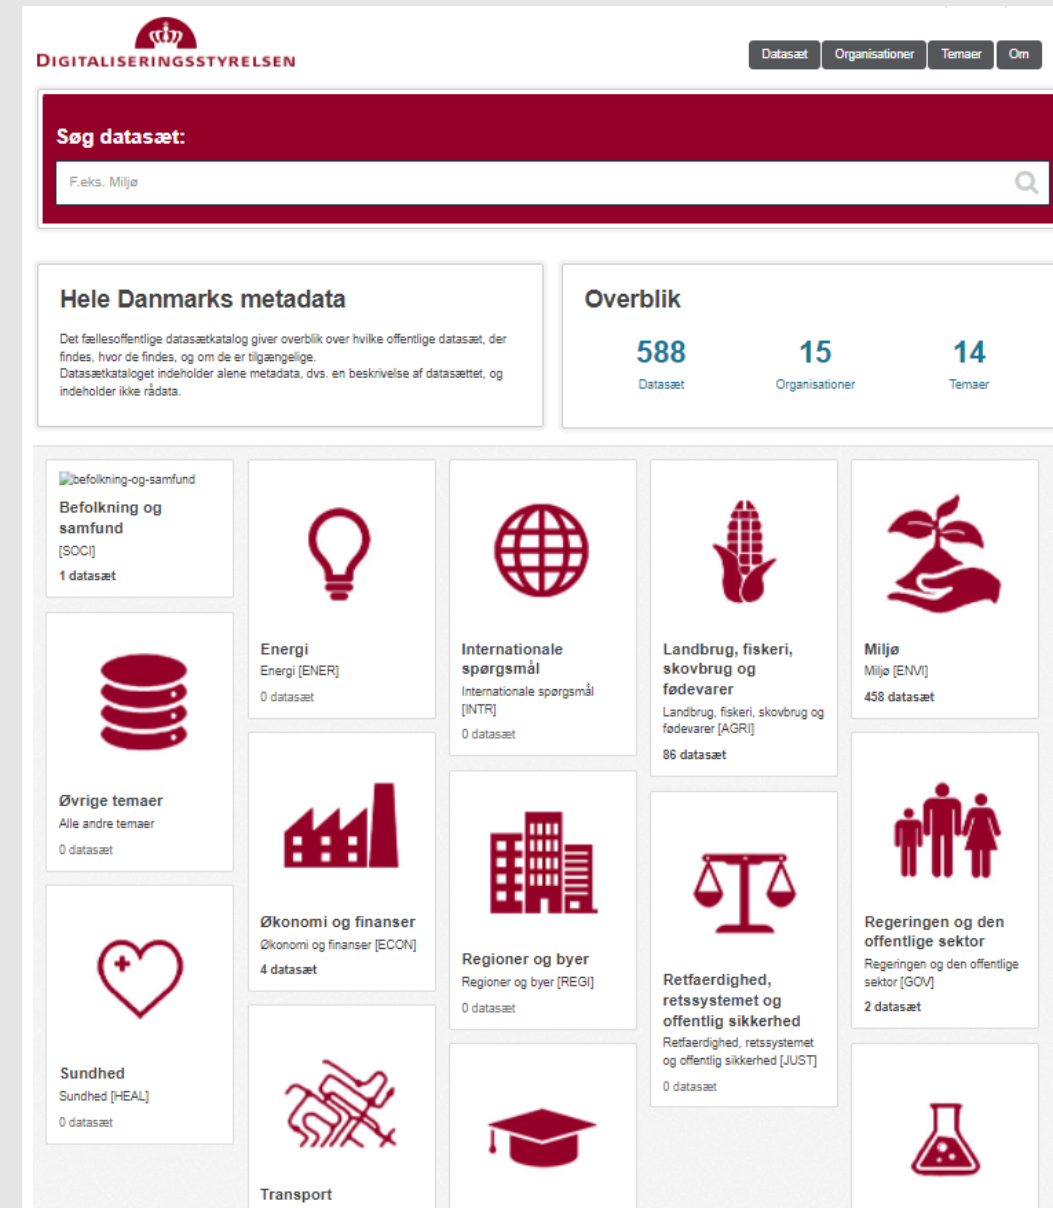 DIGITALISERINGSSTYRELSEN
Datasæt
Organisationer
Temaer
Om
Søg datasæt:
F.eks. Miljø
Hele Danmarks metadata
Det fællesoffentlige datasætkatalog giver overblik over hvilke offentlige datasæt, der
findes, hvor de findes, og om de er tilgængelige.
Datasætkataloget indeholder alene metadata, dvs. en beskrivelse af datasættet, og
indeholder ikke rådata.
Overblik
588
Datasæt
15
Organisationer
14
Temaer
befolkning-og-samfund
Befolkning og
samfund
[SOCI]
1 datasæt
Energi
Energi [ENER]
0 datasæt
Internationale
spørgsmål
Internationale spørgsmål
[INTR]
0 datasæt
Landbrug, fiskeri,
skovbrug og
fødevarer
Landbrug, fiskeri, skovbrug og
fødevarer [AGRI]
86 datasæt
Miljø
Miljø [ENVI]
458 datasæt
Øvrige temaer
Alle andre temaer
0 datasæt
Økonomi og finanser
Økonomi og finanser [ECON]
4 datasæt
Regioner og byer
Regioner og byer [REGI]
0 datasæt
Retfaerdighed,
retssystemet og
offentlig sikkerhed
Retfaerdighed, retssystemet
og offentlig sikkerhed [JUST]
0 datasæt
Regeringen og den
offentlige sektor
Regeringen og den offentlige
sektor [GOV]
2 datasæt
Sundhed
Sundhed [HEAL]
0 datasæt
Transport